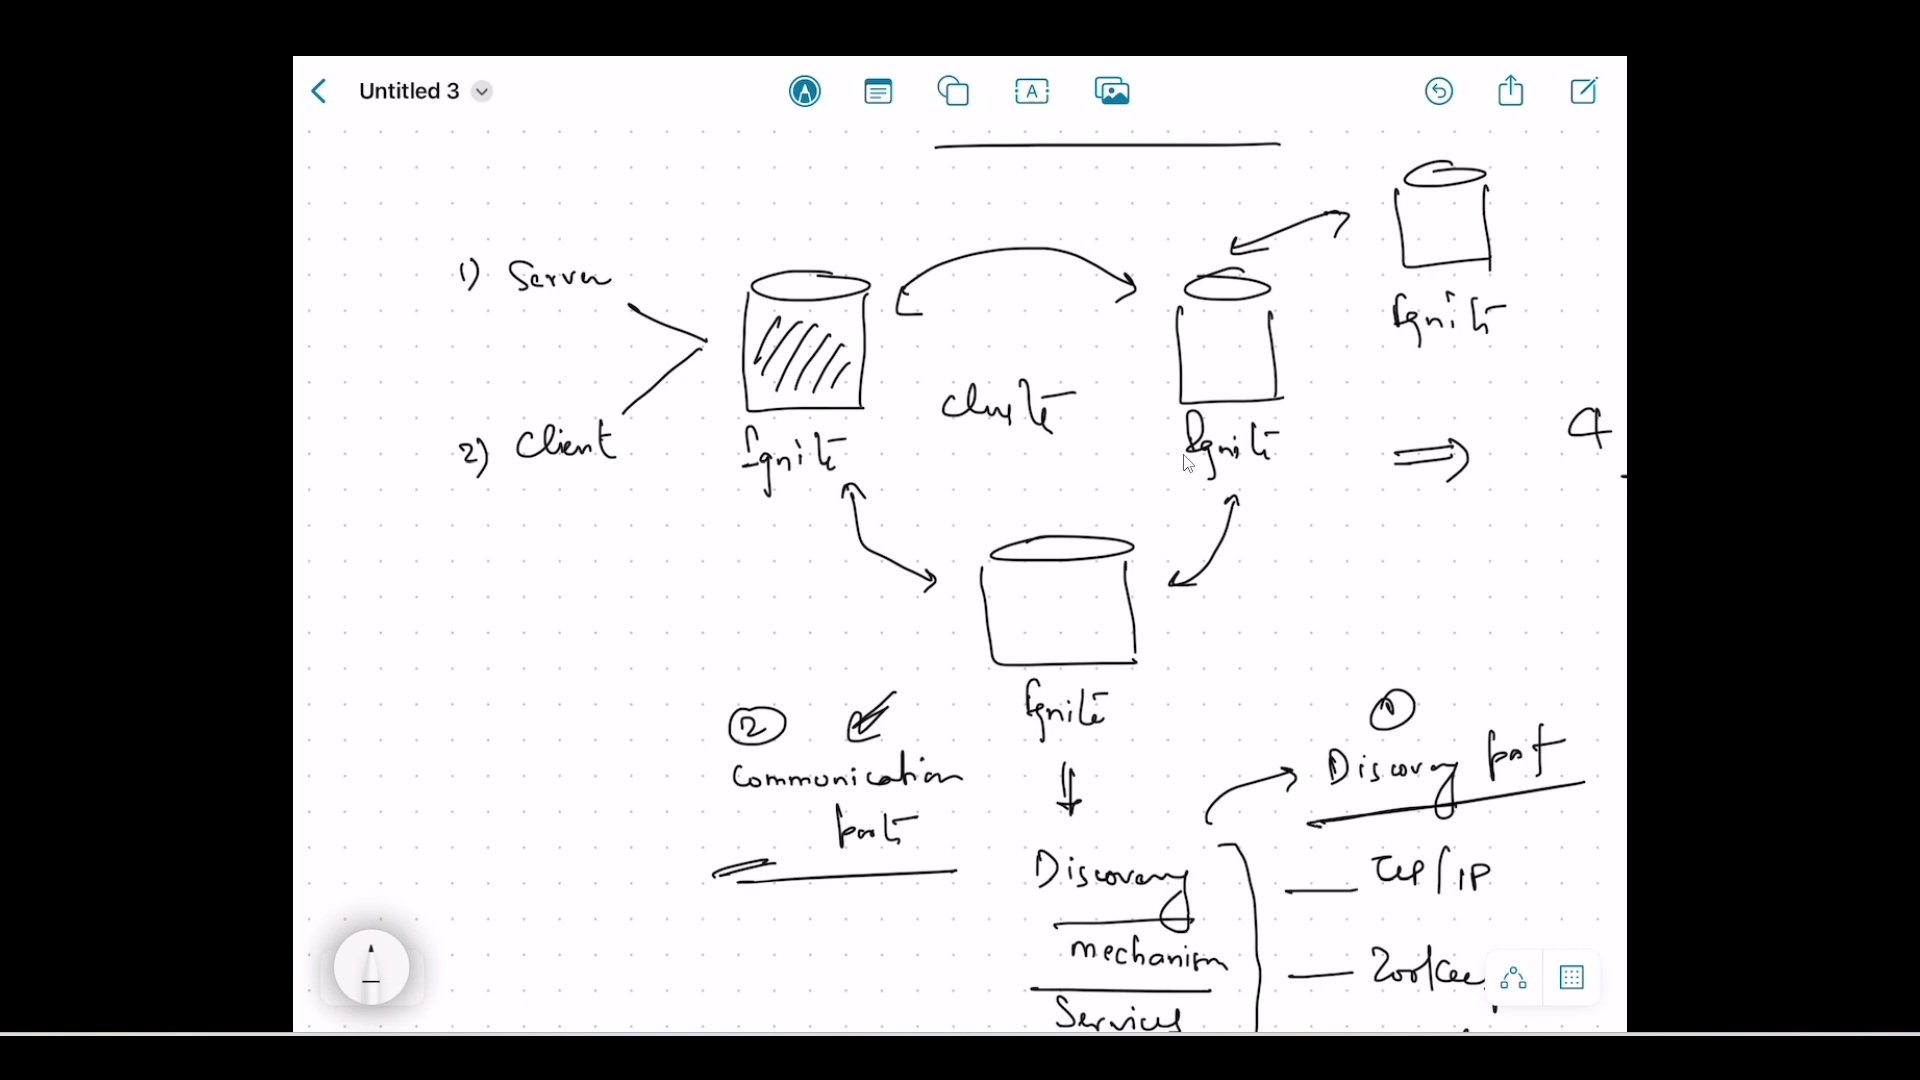 Untitled 3
A
1) Server
Ignite
cluster
2) Client
Ignite
Ignite
4
Ignite
2
1
Discovery port
Communication
port
Discovery
TCP/IP
mechanism
Zookee
Services